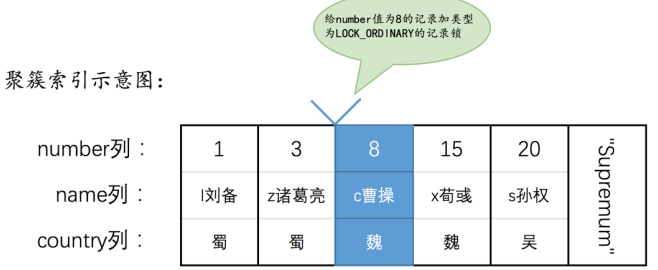 给number值为8的记录加类型
为LOCK_ORDINARY的记录锁
聚簇索引示意图：
number列： 1 3 8 15 20 "Supremum"
name列： l刘备 z诸葛亮 c曹操 x荀彧 s孙权
country列： 蜀 蜀 魏 魏 吴